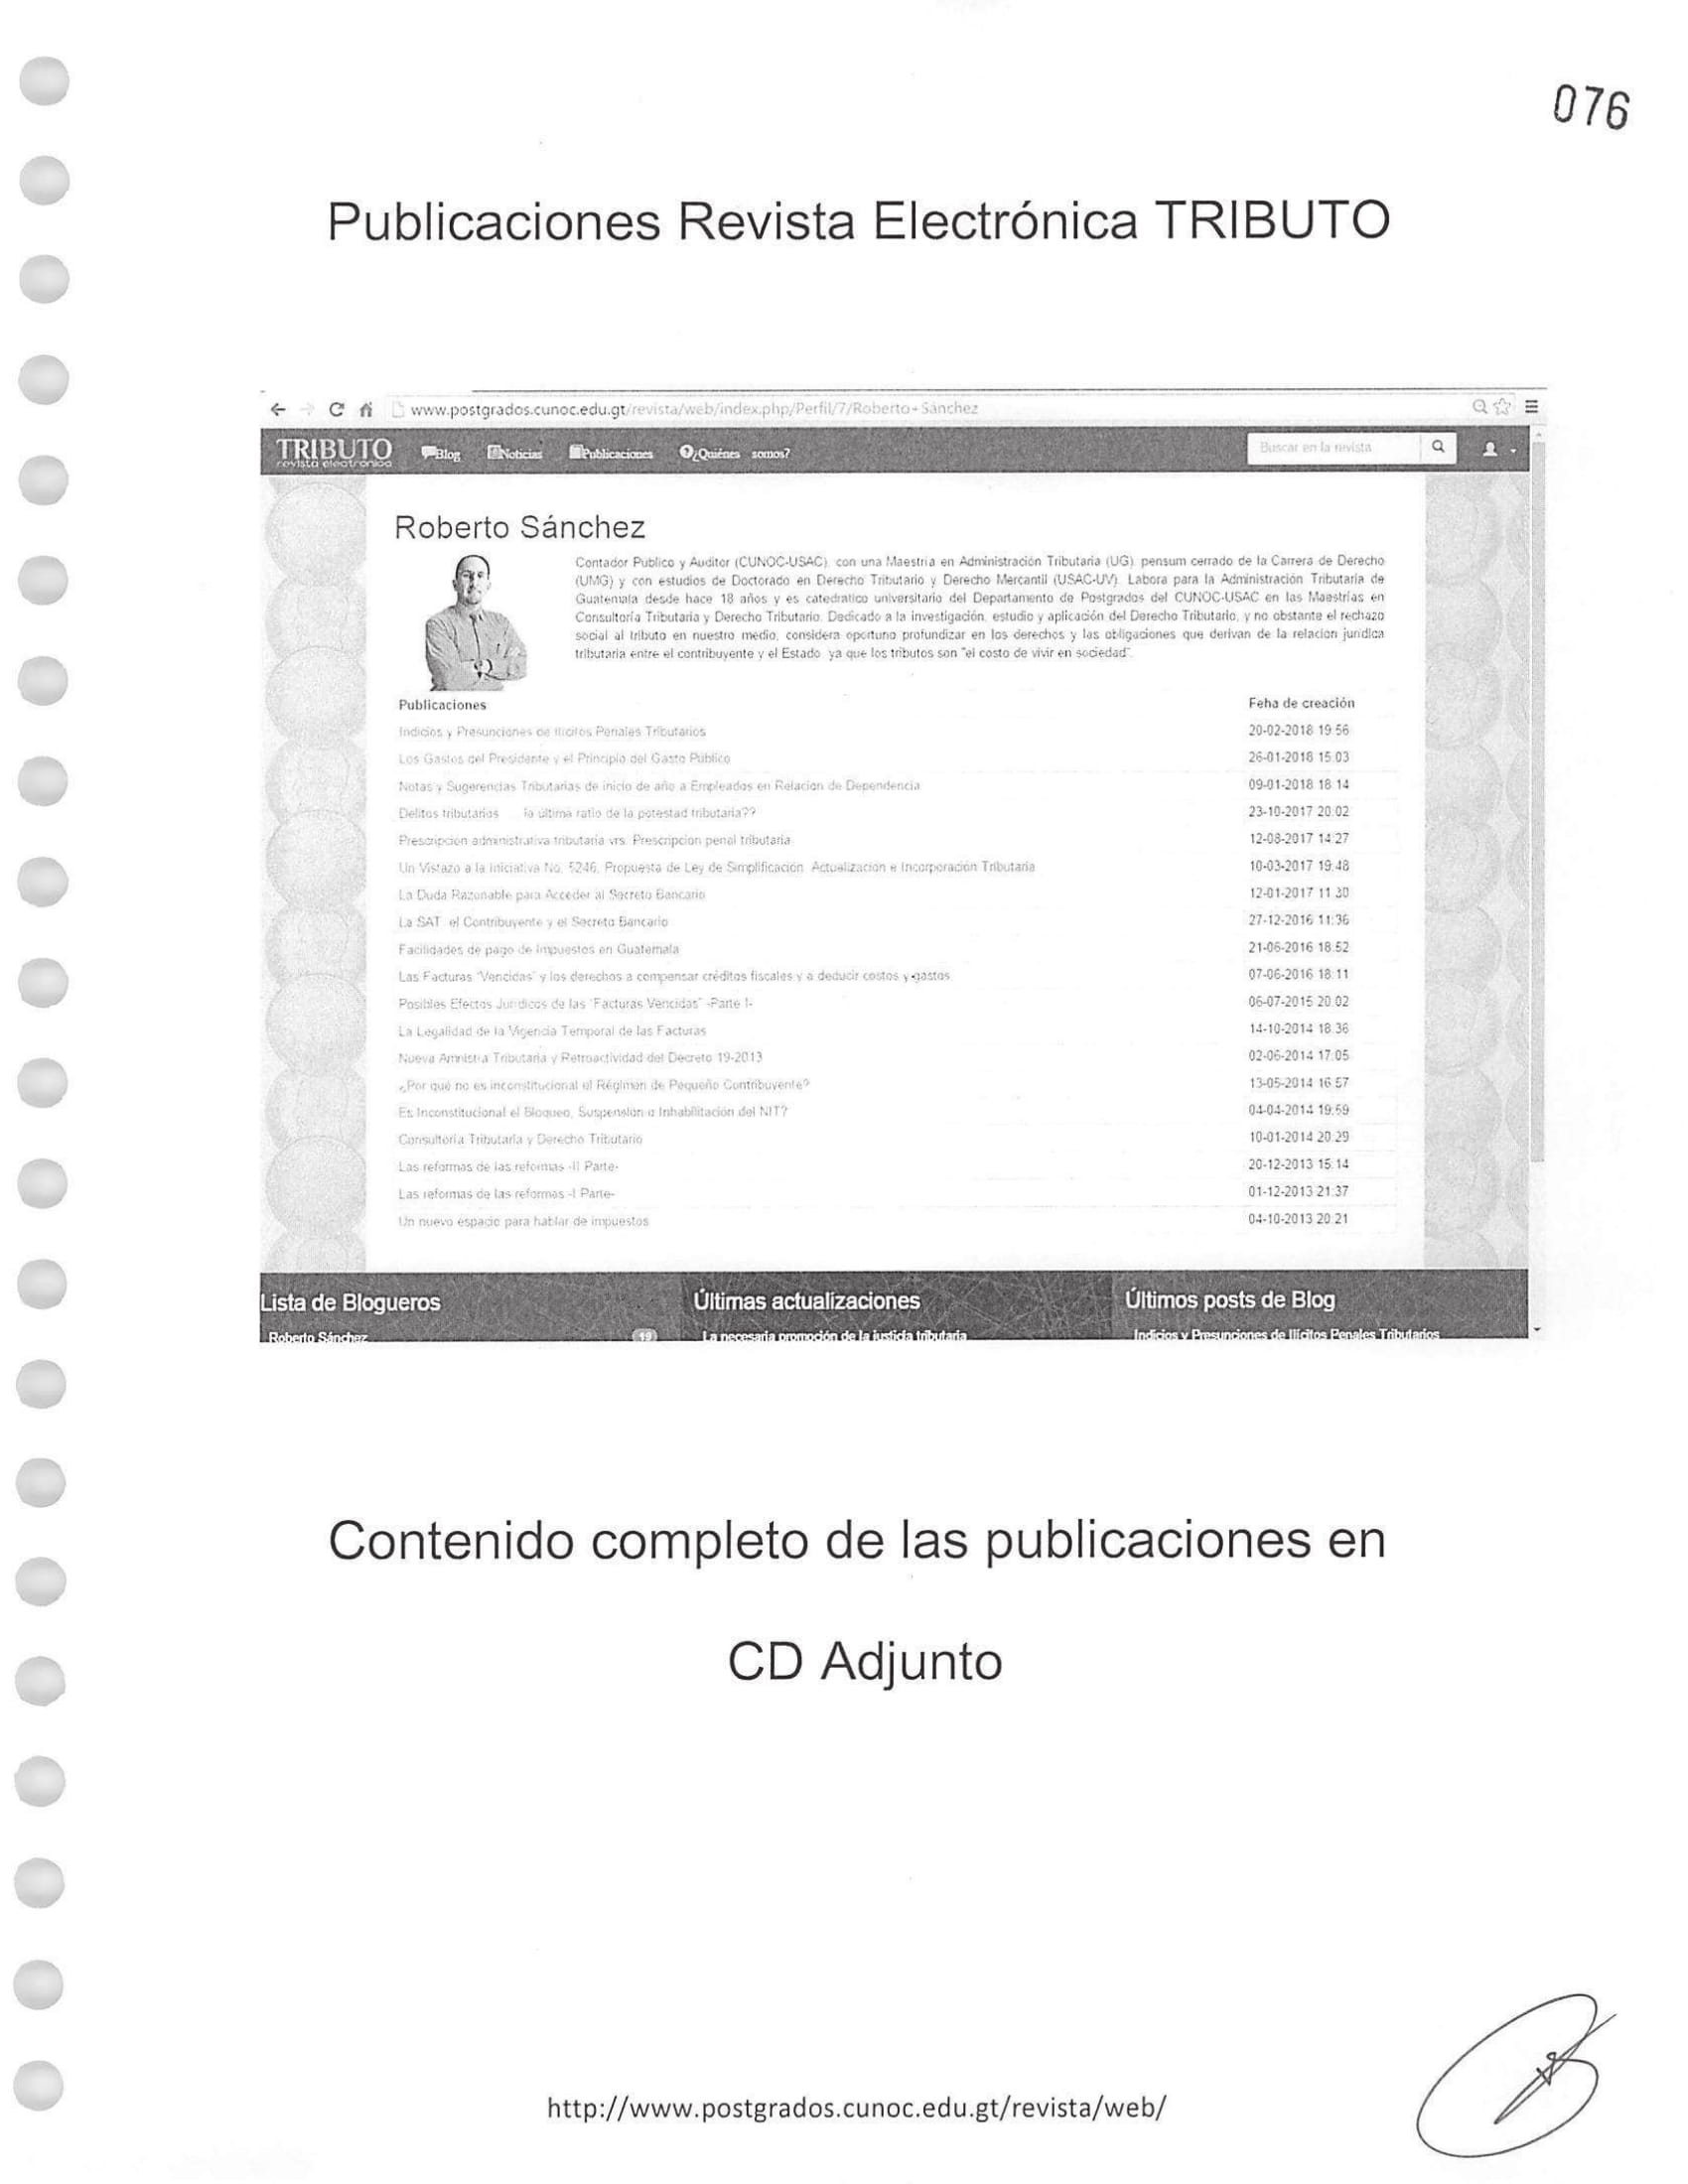 076
Publicaciones Revista Electrónica TRIBUTO
www.postgrados.cunoc.edu.gt/revista/web/index.php/Perfil/7/Roberto+Sánchez
TRIBUTO
revista electronica
Blog Noticias Publicaciones ¿Quiénes somos? Buscar en la revista
Roberto Sánchez
Contador Publico y Auditor (CUNOC-USAC), con una Maestria en Administración Tributaria (UG), pensum cerrado de la Carrera de Derecho
(UMG) y con estudios de Doctorado en Derecho Tributario y Derecho Mercantil (USAC-UV). Labora para la Administración Tributaria de
Guatemala desde hace 18 años y es catedratico universitario del Departamento de Postgrados del CUNOC-USAC en las Maestrías en
Consultoría Tributaria y Derecho Tributario. Dedicado a la investigación, estudio y aplicación del Derecho Tributario, y no obstante el rechazo
social al tributo en nuestro medio, considera oportuno profundizar en los derechos y las obligaciones que derivan de la relacion jurídica
tributaria entre el contribuyente y el Estado, ya que los tributos son "el costo de vivir en sociedad".
Publicaciones Feha de creación
Indicios y Presunciones de Ilicitos Penales Tributarios 20-02-2018 19:56
Los Gastos del Presidente y el Principio del Gasto Público 26-01-2018 15:03
Notas y Sugerencias Tributarias de inicio de año a Empleados en Relacion de Dependencia 09-01-2018 18:14
Delitos tributarios ... la ultima ratio de la potestad tributaria?? 23-10-2017 20:02
Prescripcion administrativa tributaria vrs. Prescripcion penal tributaria 12-08-2017 14:27
Un Vistazo a la Iniciativa No. 5246, Propuesta de Ley de Simplificación, Actualización e Incorporación Tributaria 10-03-2017 19:48
La Duda Razonable para Acceder al Secreto Bancario 12-01-2017 11:30
La SAT, el Contribuyente y el Secreto Bancario 27-12-2016 11:36
Facilidades de pago de Impuestos en Guatemala 21-06-2016 18:52
Las Facturas "Vencidas" y los derechos a compensar créditos fiscales y a deducir costos y gastos 07-06-2016 18:11
Posibles Efectos Juridicos de las "Facturas Vencidas" -Parte I- 06-07-2015 20:02
La Legalidad de la Vigencia Temporal de las Facturas 14-10-2014 18:36
Nueva Amnistia Tributaria y Retroactividad del Decreto 19-2013 02-06-2014 17:05
¿Por qué no es inconstitucional el Régimen de Pequeño Contribuyente? 13-05-2014 16:57
Es Inconstitucional el Bloqueo, Suspensión o Inhabilitación del NIT? 04-04-2014 19:59
Consultoría Tributaria y Derecho Tributario 10-01-2014 20:29
Las reformas de las reformas -II Parte- 20-12-2013 15:14
Las reformas de las reformas -I Parte- 01-12-2013 21:37
Un nuevo espacio para hablar de impuestos 04-10-2013 20:21
Lista de Blogueros Últimas actualizaciones Últimos posts de Blog
Roberto Sánchez 19 La necesaria promoción de la justicia tributaria Indicios y Presunciones de Ilicitos Penales Tributarios
Contenido completo de las publicaciones en
CD Adjunto
http://www.postgrados.cunoc.edu.gt/revista/web/